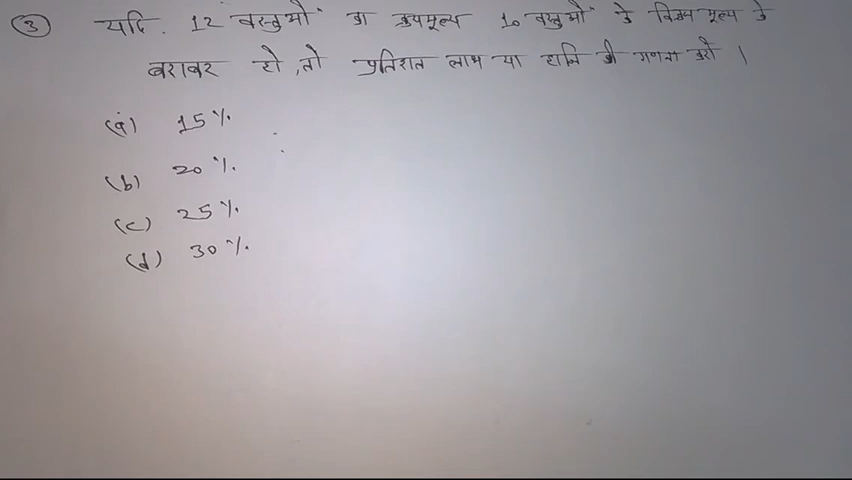 ③ यदि. 12 वस्तुओं का क्रयमूल्य 10 वस्तुओं के विक्रय मूल्य के
बराबर हो, तो प्रतिशत लाभ या हानि की गणना करो ।
(a) 15 %.
(b) 20 %.
(c) 25 %.
(d) 30 %.